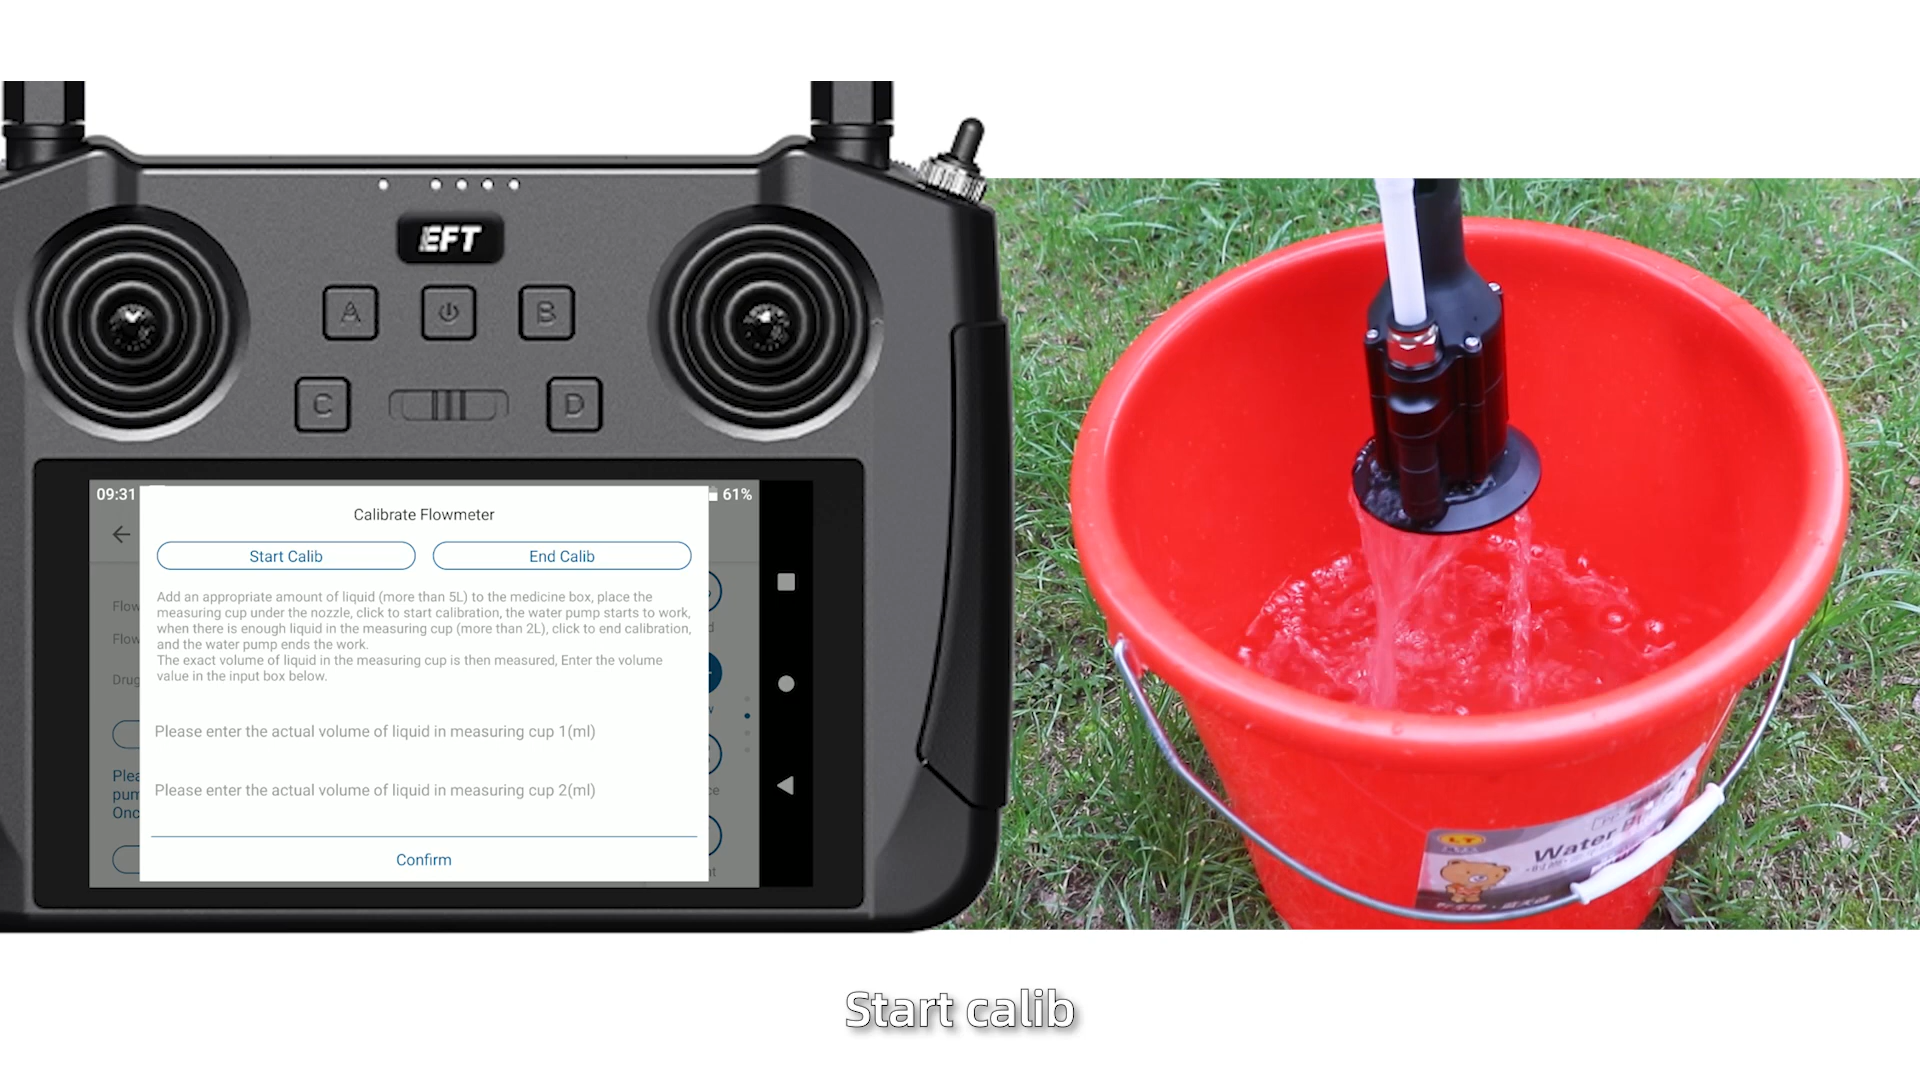 EFT
A
B
C
D
09:31
61%
Calibrate Flowmeter
Start Calib
End Calib
Add an appropriate amount of liquid (more than 5L) to the medicine box, place the
measuring cup under the nozzle, click to start calibration, the water pump starts to work,
when there is enough liquid in the measuring cup (more than 2L), click to end calibration,
and the water pump ends the work.
The exact volume of liquid in the measuring cup is then measured, Enter the volume
value in the input box below.
Flow
Flow
Drug
Please enter the actual volume of liquid in measuring cup 1(ml)
Plea
pum
Onc
Please enter the actual volume of liquid in measuring cup 2(ml)
Confirm
Water
Start calib